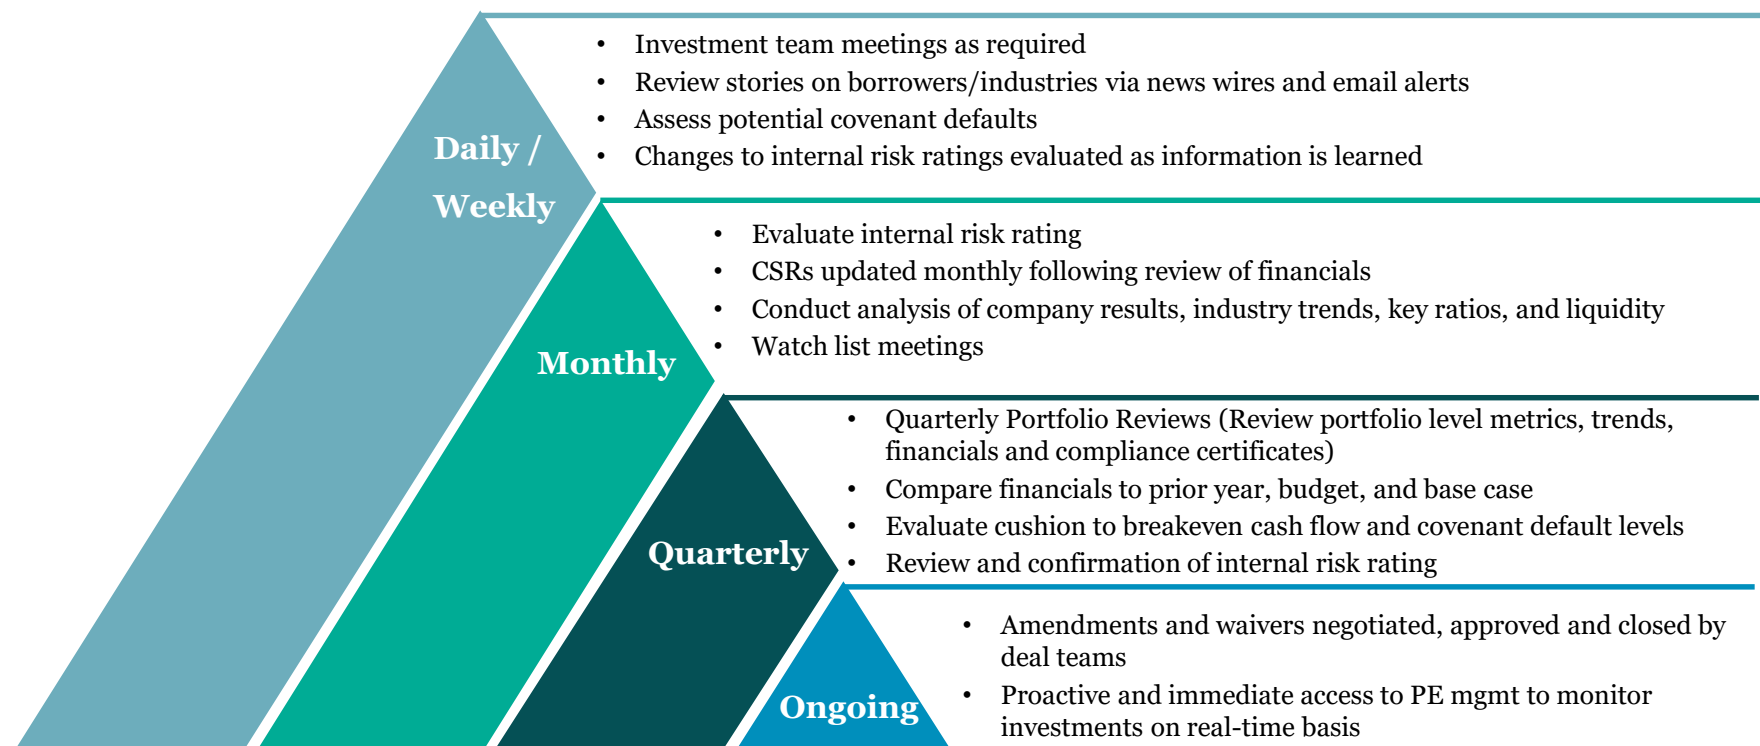 Daily /
Weekly
• Investment team meetings as required
• Review stories on borrowers/industries via news wires and email alerts
• Assess potential covenant defaults
• Changes to internal risk ratings evaluated as information is learned
Monthly
• Evaluate internal risk rating
• CSRs updated monthly following review of financials
• Conduct analysis of company results, industry trends, key ratios, and liquidity
• Watch list meetings
Quarterly
• Quarterly Portfolio Reviews (Review portfolio level metrics, trends,
financials and compliance certificates)
• Compare financials to prior year, budget, and base case
• Evaluate cushion to breakeven cash flow and covenant default levels
• Review and confirmation of internal risk rating
Ongoing
• Amendments and waivers negotiated, approved and closed by
deal teams
• Proactive and immediate access to PE mgmt to monitor
investments on real-time basis